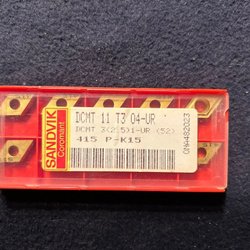 SANDVIK
Coromant
DCMT 11 T3 04-UR
DCMT 3(2.5)1-UR (52)
415 P-K15